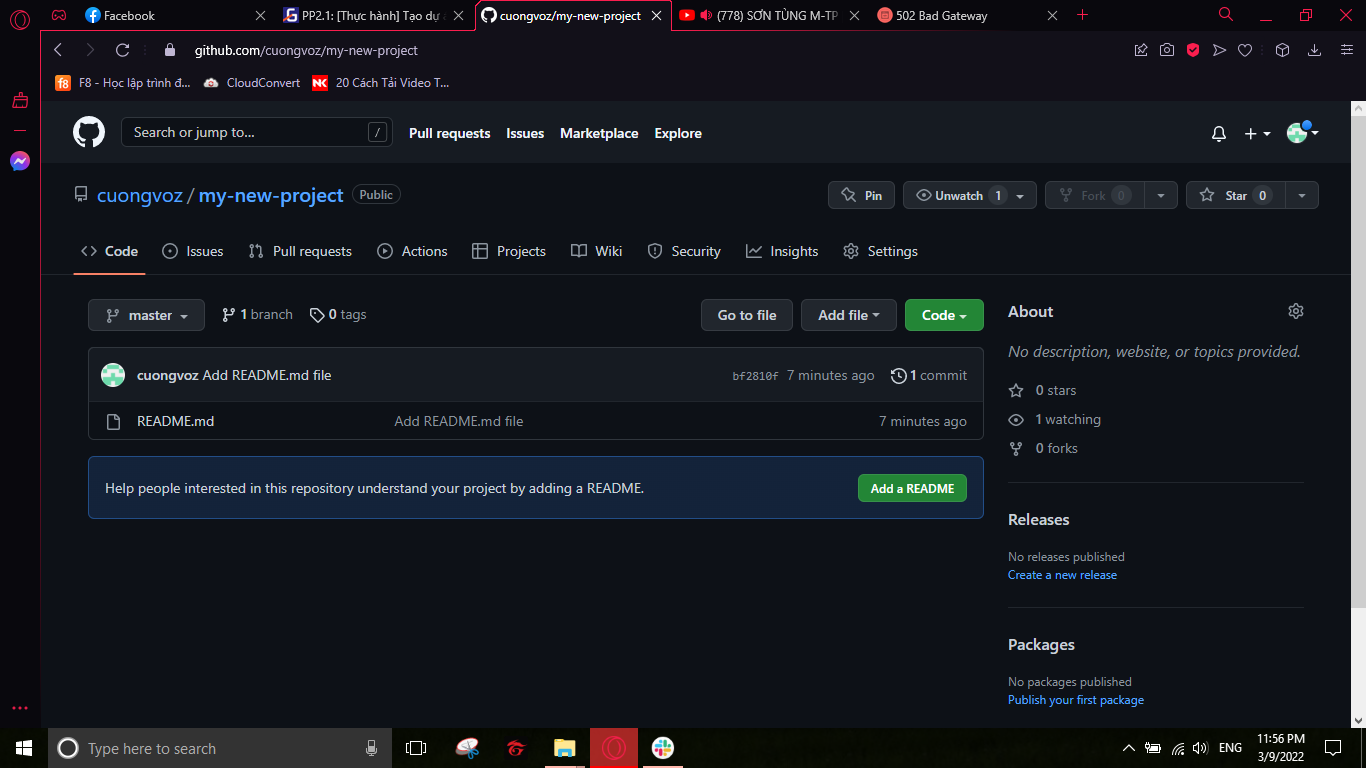 Facebook
PP2.1: [Thực hành] Tạo dự á
cuongvoz/my-new-project
(778) SƠN TÙNG M-TP
502 Bad Gateway
github.com/cuongvoz/my-new-project
f8
F8 - Học lập trình đ...
CloudConvert
NK
20 Cách Tải Video T...
Search or jump to...
/
Pull requests
Issues
Marketplace
Explore
cuongvoz / my-new-project
Public
Pin
Unwatch 1
Fork 0
Star 0
Code
Issues
Pull requests
Actions
Projects
Wiki
Security
Insights
Settings
master
1 branch
0 tags
Go to file
Add file
Code
cuongvoz Add README.md file
bf2810f 7 minutes ago
1 commit
README.md
Add README.md file
7 minutes ago
Help people interested in this repository understand your project by adding a README.
Add a README
About
No description, website, or topics provided.
0 stars
1 watching
0 forks
Releases
No releases published
Create a new release
Packages
No packages published
Publish your first package
Type here to search
ENG
11:56 PM
3/9/2022